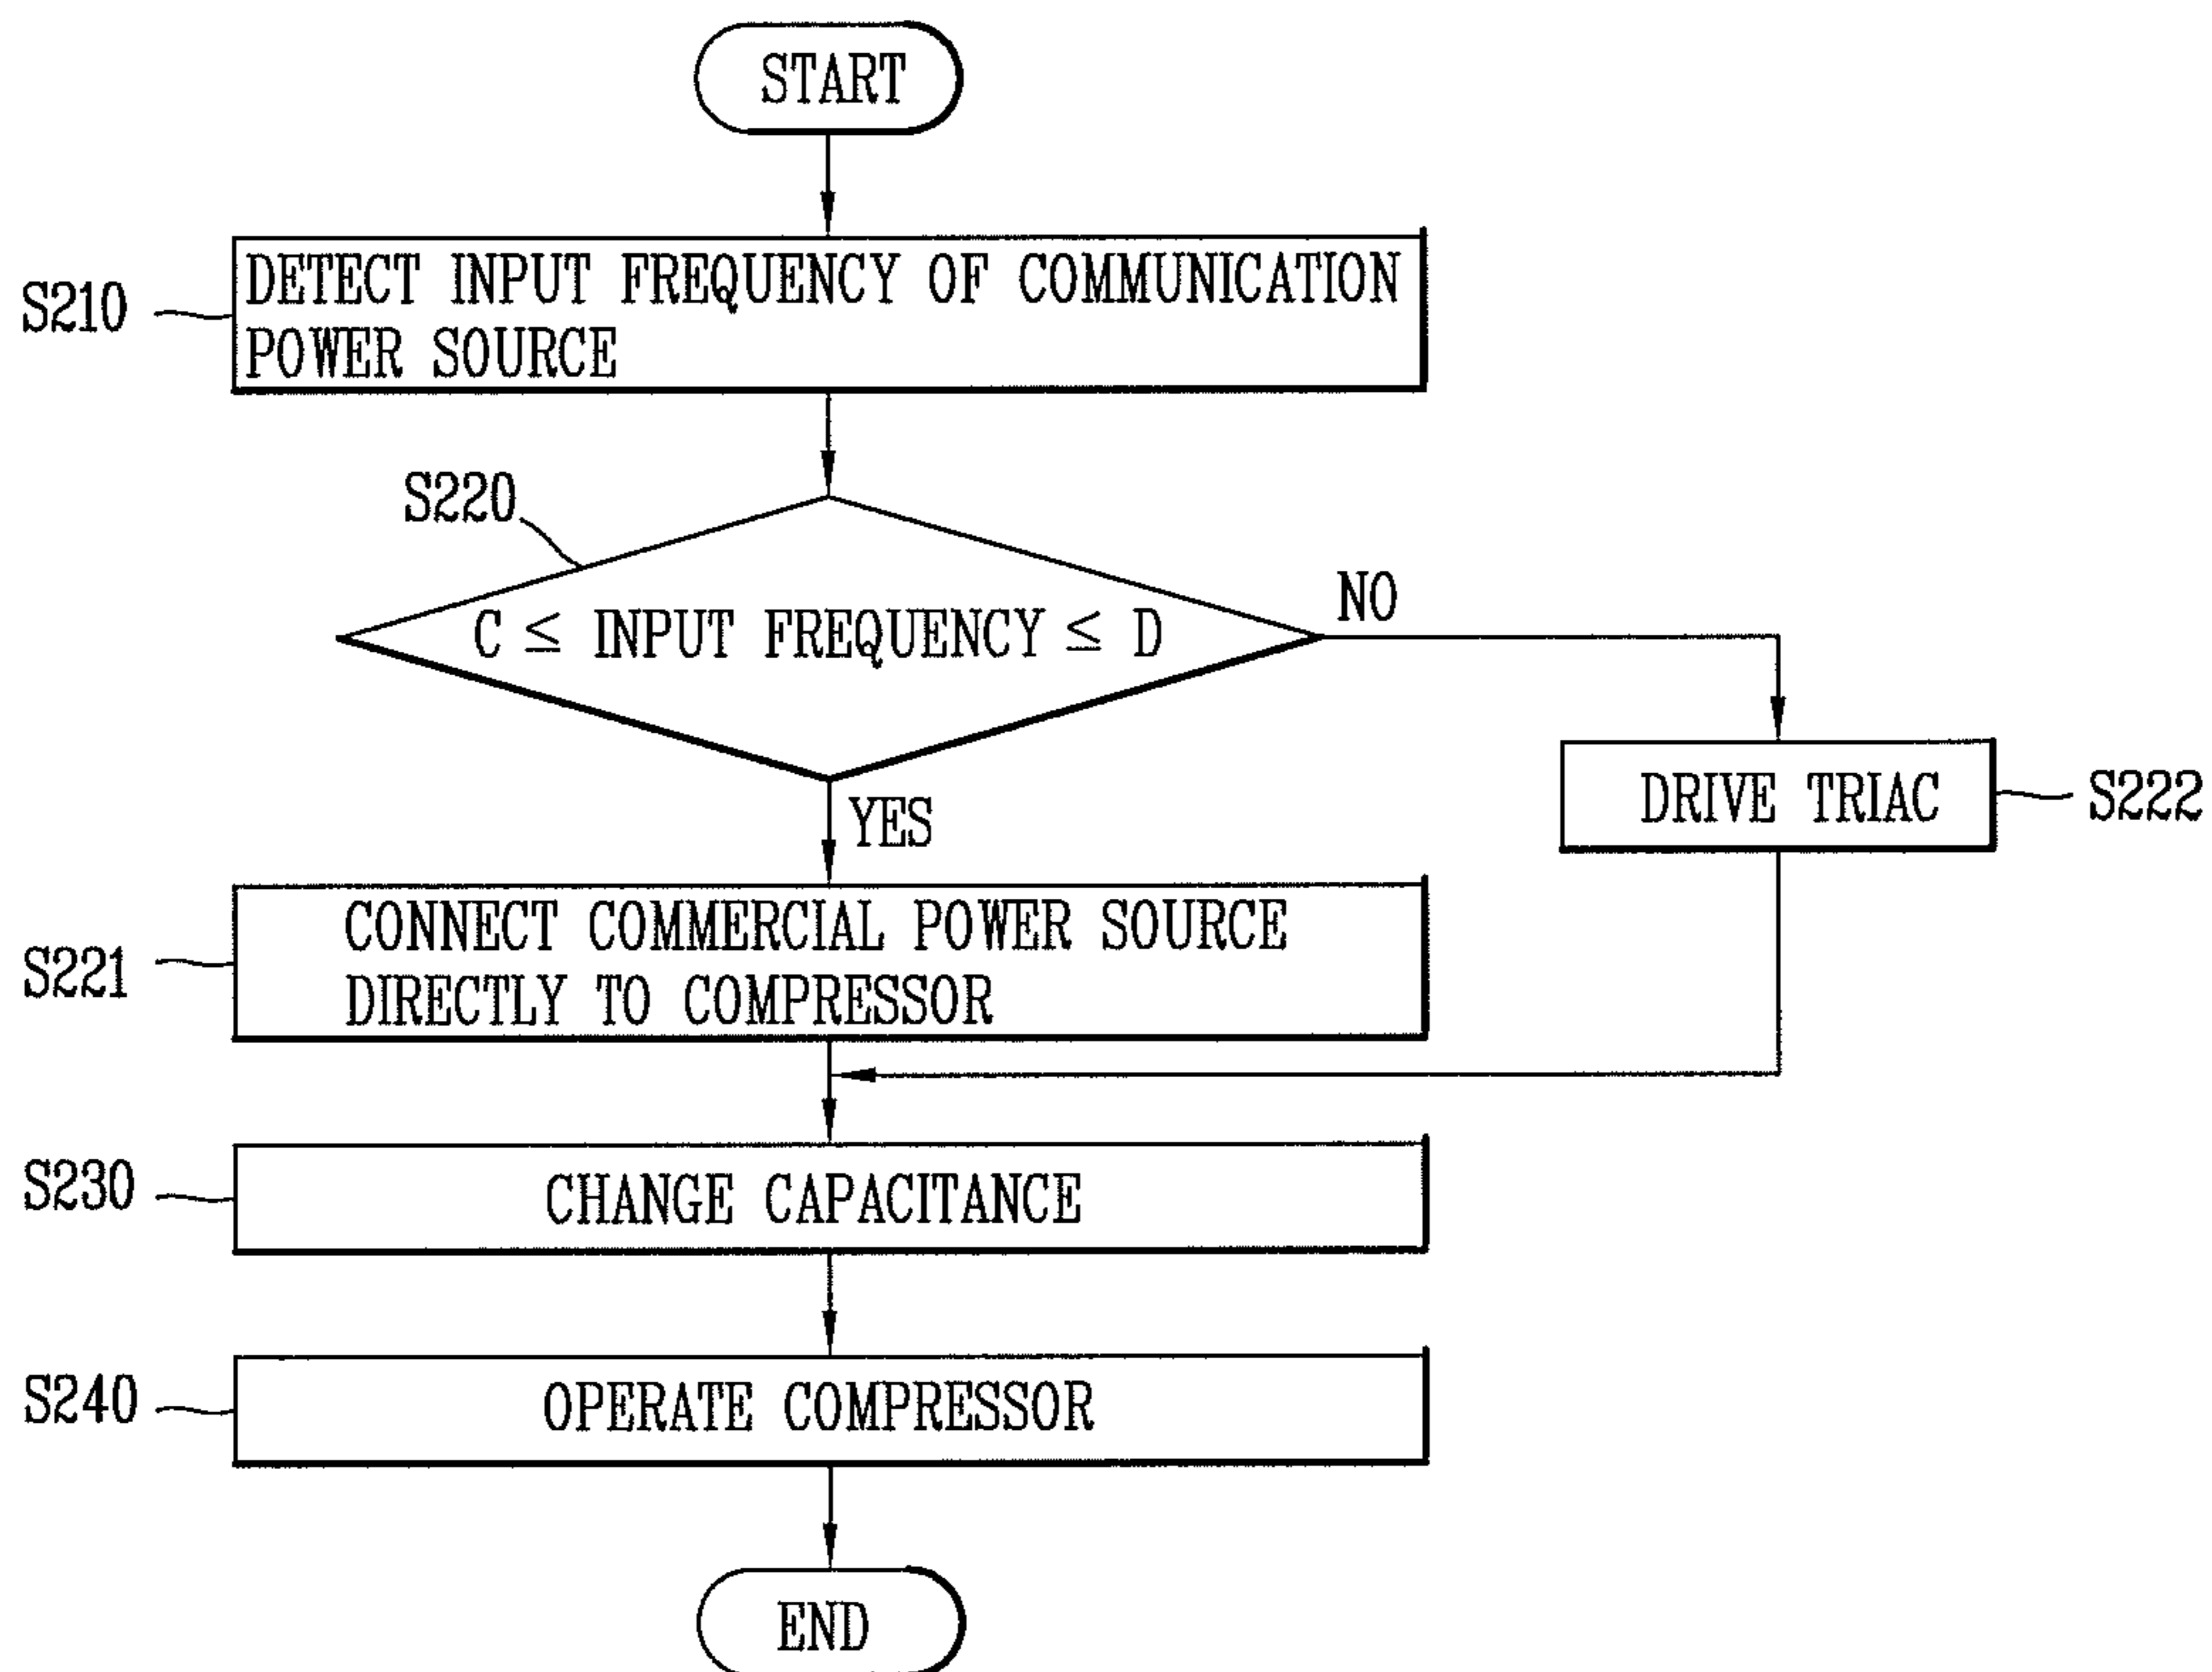 START
S210
DETECT INPUT FREQUENCY OF COMMUNICATION
POWER SOURCE
S220
C ≤ INPUT FREQUENCY ≤ D
NO
DRIVE TRIAC
S222
YES
S221
CONNECT COMMERCIAL POWER SOURCE
DIRECTLY TO COMPRESSOR
S230
CHANGE CAPACITANCE
S240
OPERATE COMPRESSOR
END